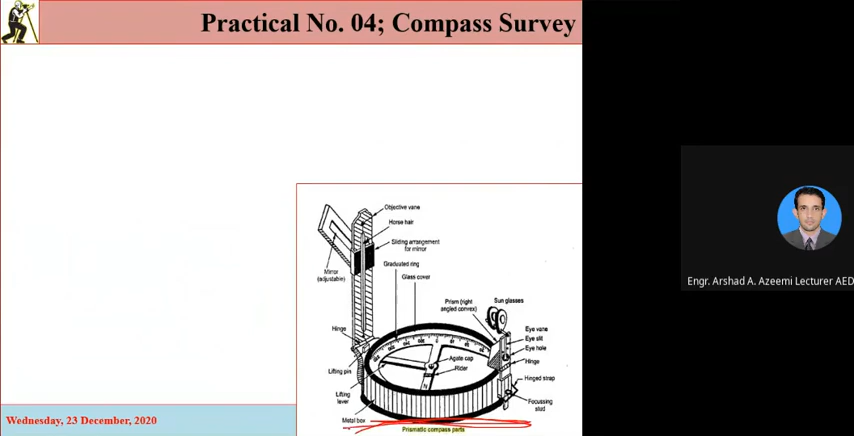 Practical No. 04; Compass Survey
Objective vane
Horse hair
Sliding arrangement
for mirror
Graduated ring
Glass cover
Mirror
(adjustable)
Prism (right
angled convex)
Sun glasses
Eye vane
Eye slit
Eye hole
Hinge
Hinge
Agate cap
Rider
Lifting pin
Hinged strap
Lifting
lever
Focussing
stud
Metal box
Prismatic compass parts
Wednesday, 23 December, 2020
Engr. Arshad A. Azeemi Lecturer AED